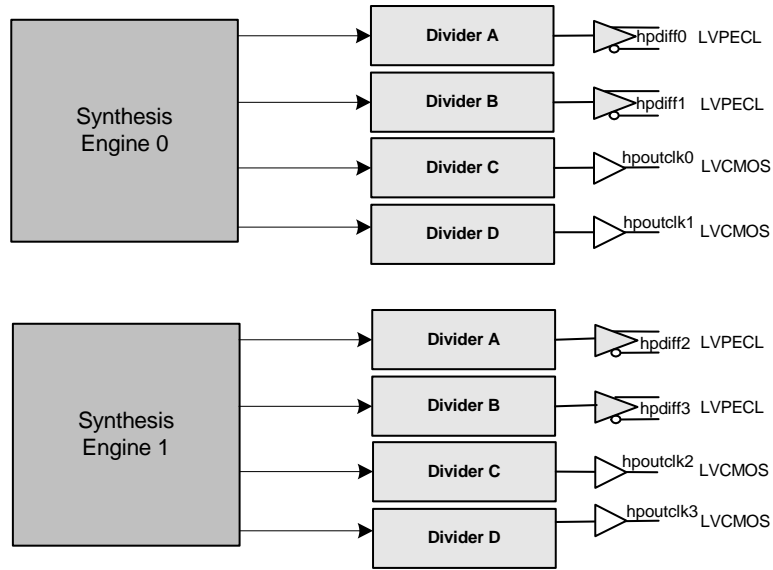 Synthesis
Engine 0
Divider A
hpdiff0 LVPECL
Divider B
hpdiff1 LVPECL
Divider C
hpoutclk0 LVCMOS
Divider D
hpoutclk1 LVCMOS
Synthesis
Engine 1
Divider A
hpdiff2 LVPECL
Divider B
hpdiff3 LVPECL
Divider C
hpoutclk2 LVCMOS
Divider D
hpoutclk3 LVCMOS